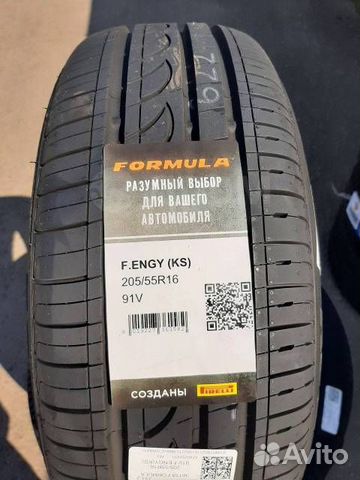 FORMULA
РАЗУМНЫЙ ВЫБОР
ДЛЯ ВАШЕГО
АВТОМОБИЛЯ
F.ENGY (KS)
205/55R16
91V
СОЗДАНЫ PIRELLI
Avito